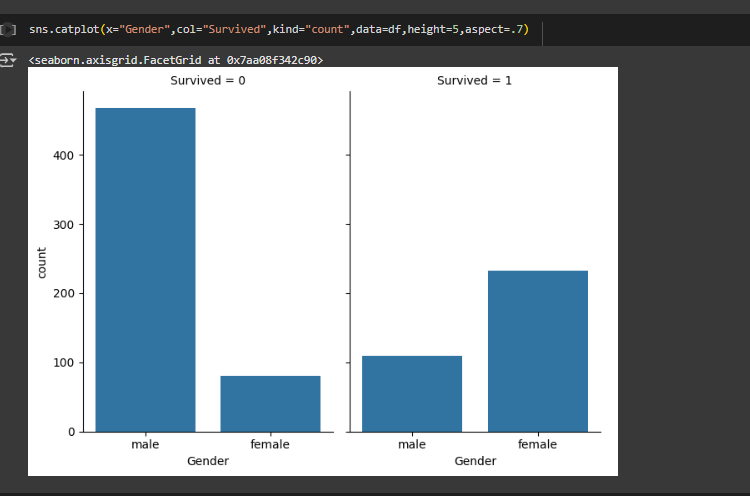 sns.catplot(x="Gender",col="Survived",kind="count",data=df,height=5,aspect=.7)
<seaborn.axisgrid.FacetGrid at 0x7aa08f342c90>
Survived = 0
Survived = 1
400
300
200
100
0
count
male
female
male
female
Gender
Gender